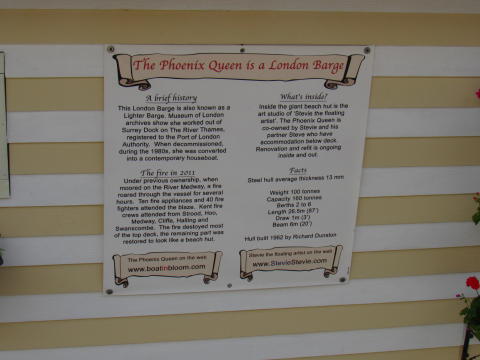 The Phoenix Queen is a London Barge
A brief history
This London Barge is also known as a
Lighter Barge. Museum of London
archives show she worked out of
Surrey Dock on The River Thames,
registered to the Port of London
Authority. When decommissioned,
during the 1980s, she was converted
into a contemporary houseboat.
The fire in 2011
Under previous ownership, when
moored on the River Medway, a fire
roared through the vessel for several
hours. Ten fire appliances and 40 fire
fighters attended the blaze. Kent fire
crews attended from Strood, Hoo,
Medway, Cliffe, Halling and
Swanscombe. The fire destoyed most
of the top deck, the remaining part was
restored to look like a beach hut.
The Phoenix Queen on the web
www.boatinbloom.com
What's inside?
Inside the giant beach hut is the
art studio of 'Stevie the floating
artist'. The Phoenix Queen is
co-owned by Stevie and his
partner Steve who have
accommodation below deck.
Renovation and refit is ongoing
inside and out.
Facts
Steel hull average thickness 13 mm
Weight 100 tonnes
Capacity 160 tonnes
Berths 2 to 6
Length 26.5m (87')
Draw 1m (3')
Beam 6m (20')
Hull built 1962 by Richard Dunston
Stevie the floating artist on the web
www.StevieStevie.com